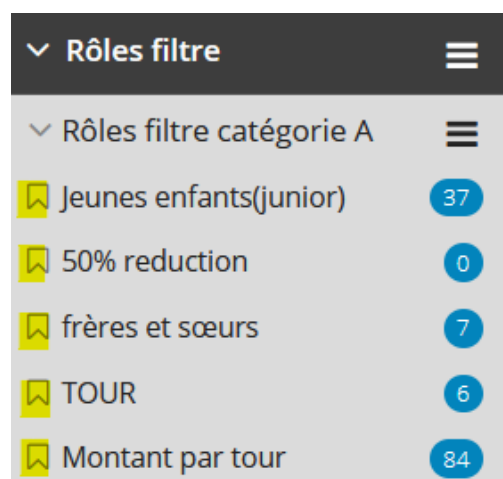 Rôles filtre
Rôles filtre catégorie A
Jeunes enfants(junior) 37
50% reduction 0
frères et sœurs 7
TOUR 6
Montant par tour 84